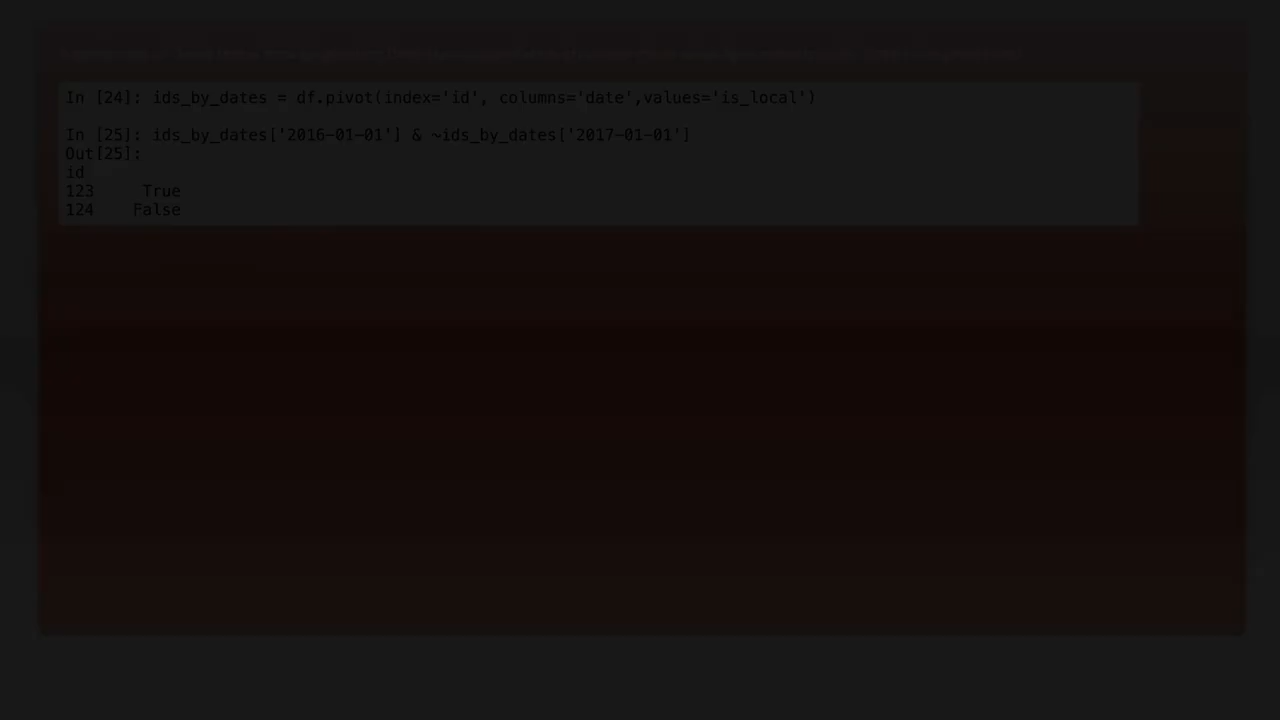 In [24]: ids_by_dates = df.pivot(index='id', columns='date',values='is_local')
In [25]: ids_by_dates['2016-01-01'] & ~ids_by_dates['2017-01-01']
Out[25]:
id
123     True
124    False